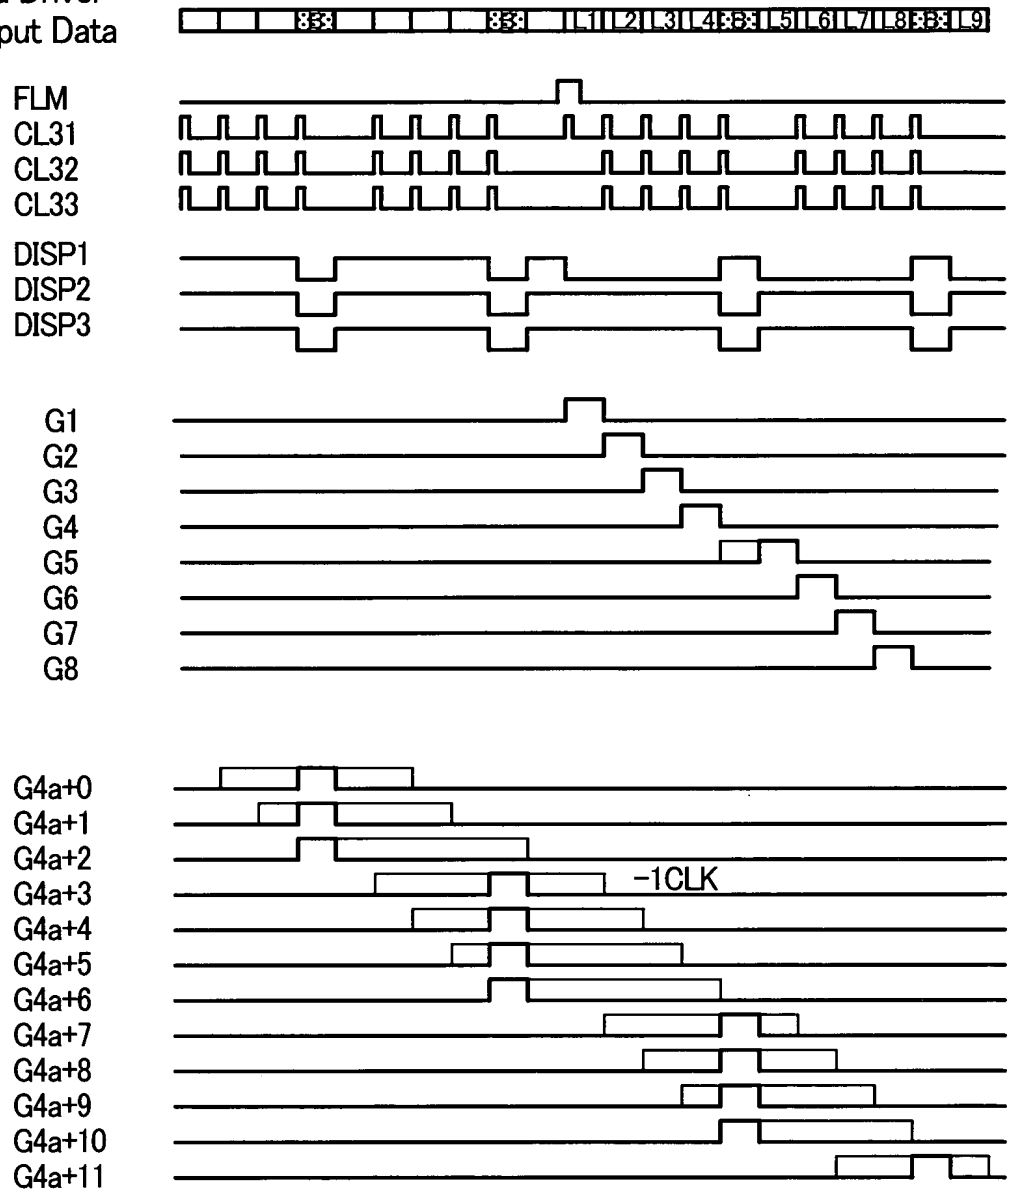 Driver
put Data
B B L1 L2 L3 L4 B L5 L6 L7 L8 B L9
FLM
CL31
CL32
CL33
DISP1
DISP2
DISP3
G1
G2
G3
G4
G5
G6
G7
G8
G4a+0
G4a+1
G4a+2
G4a+3 -1CLK
G4a+4
G4a+5
G4a+6
G4a+7
G4a+8
G4a+9
G4a+10
G4a+11